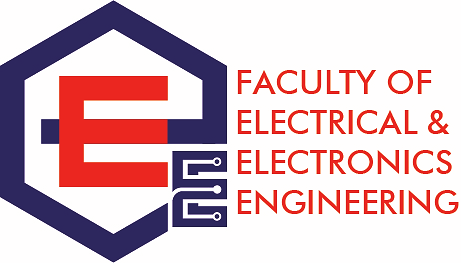 E
FACULTY OF
ELECTRICAL &
ELECTRONICS
ENGINEERING